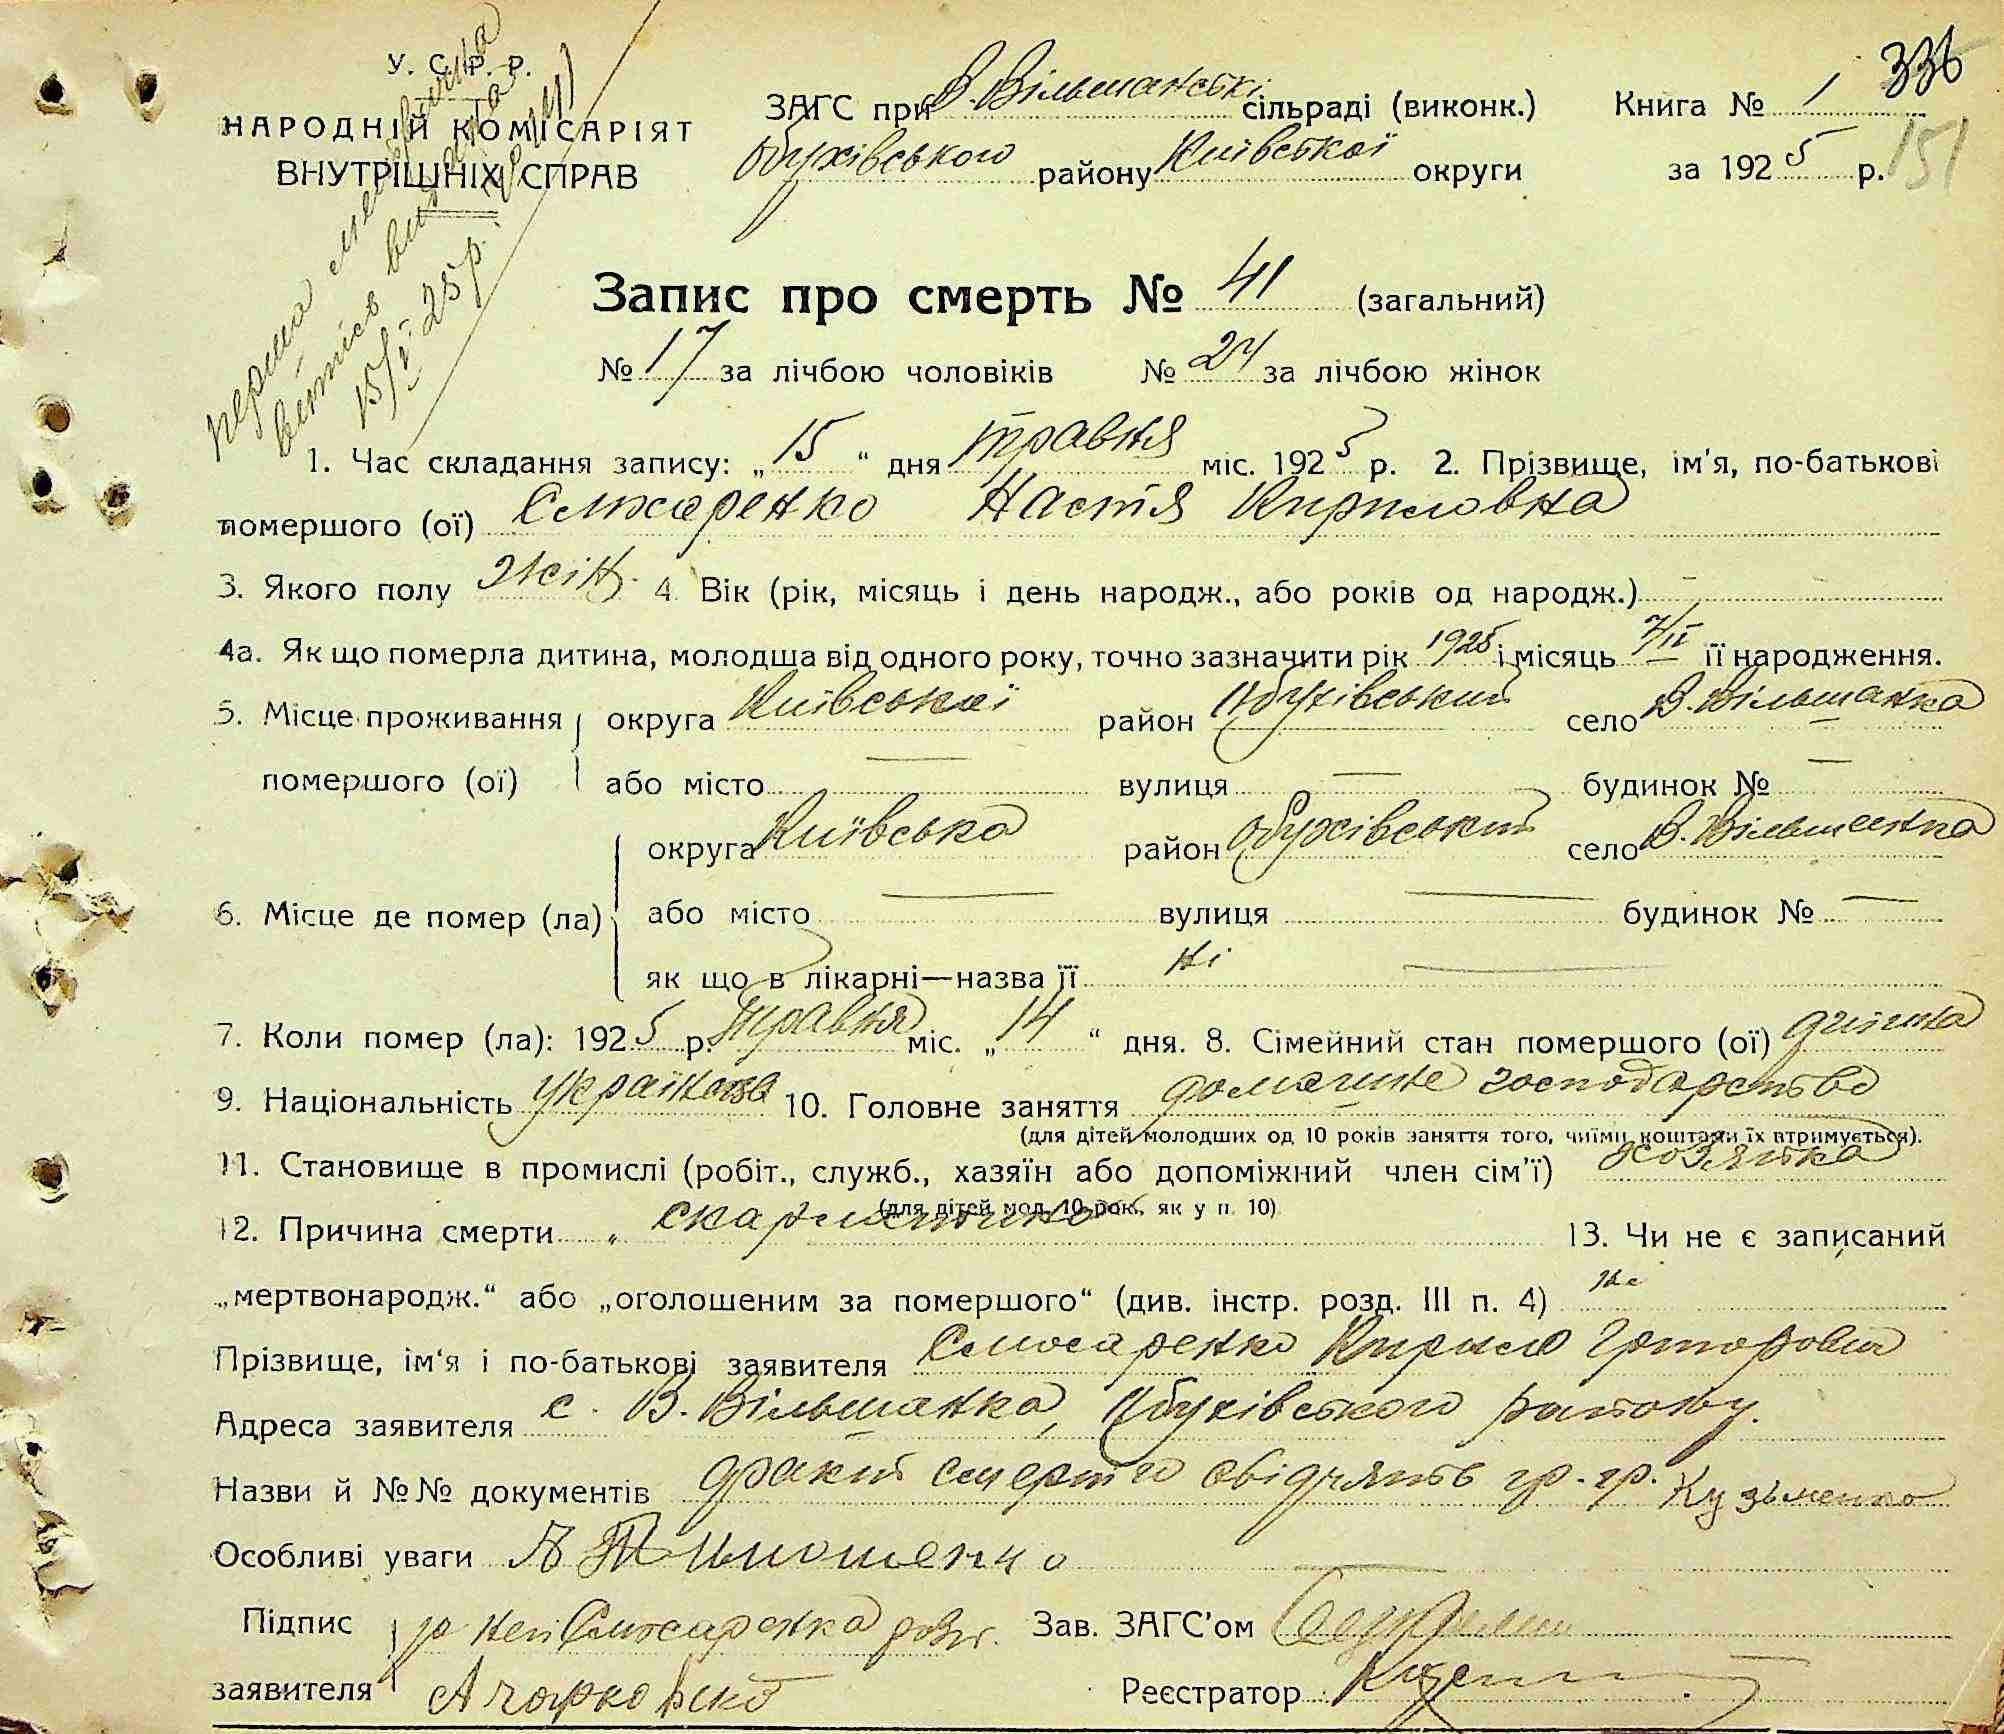 336
У. С. Р. Р.
НАРОДНІЙ КОМІСАРІЯТ
ВНУТРІШНІХ СПРАВ
ЗАГС при В. Вільшанські сільраді (виконк.) Книга № 1
Обухівського району Київської округи за 1925 р. 151
перша
витпис
15/V 25 р.
Запис про смерть № 41 (загальний)
№ 17 за лічбою чоловіків № 24 за лічбою жінок
1. Час складання запису: „15“ дня травня міс. 1925 р. 2. Прізвище, ім'я, по-батькові
помершого (ої) Слюсаренко Настя Кириловна
3. Якого полу жін. 4. Вік (рік, місяць і день народж., або років од народж.) —
4а. Як що померла дитина, молодша від одного року, точно зазначити рік 1925 і місяць її народження.
5. Місце проживання округа Київської район Обухівський село В. Вільшанка
помершого (ої) або місто — вулиця — будинок № —
округа Київська район Обухівський село В. Вільшанка
6. Місце де помер (ла) або місто — вулиця — будинок № —
як що в лікарні—назва її ні —
7. Коли помер (ла): 1925 р. Травня міс. „14“ дня. 8. Сімейний стан помершого (ої)
9. Національність 10. Головне заняття домашнє господарство
(для дітей молодших од 10 років заняття того, чиїми коштами їх втримується).
11. Становище в промислі (робіт., служб., хазяїн або допоміжний член сім'ї) хозяйка
(для дітей мол. 10 рок., як у п. 10)
12. Причина смерти „ скарлятина 13. Чи не є записаний
„мертвонародж.“ або „оголошеним за помершого“ (див. інстр. розд. III п. 4) ні
Прізвище, ім'я і по-батькові заявителя Слюсаренко Кирило
Адреса заявителя с. В. Вільшанка, Обухівського району.
Назви й №№ документів факт смерти свідчять гр. гр. Кузьменко
Особливі уваги Тимошенко
Підпис за неї Слюсаренка Зав. ЗАГС'ом
заявителя Реєстратор